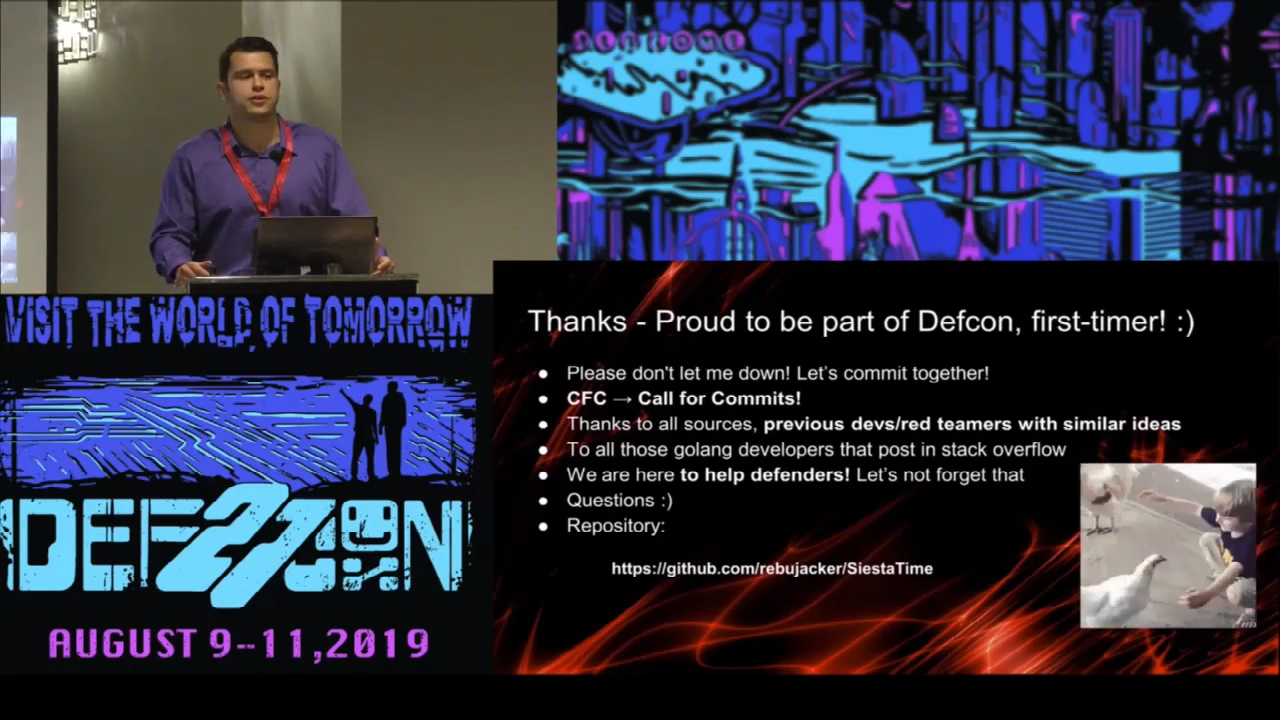 WELCOME
VISIT THE WORLD OF TOMORROW
DEFCON
27
AUGUST 9-11,2019
Thanks - Proud to be part of Defcon, first-timer! :)
● Please don't let me down! Let's commit together!
● CFC → Call for Commits!
● Thanks to all sources, previous devs/red teamers with similar ideas
● To all those golang developers that post in stack overflow
● We are here to help defenders! Let's not forget that
● Questions :)
● Repository:
https://github.com/rebujacker/SiestaTime